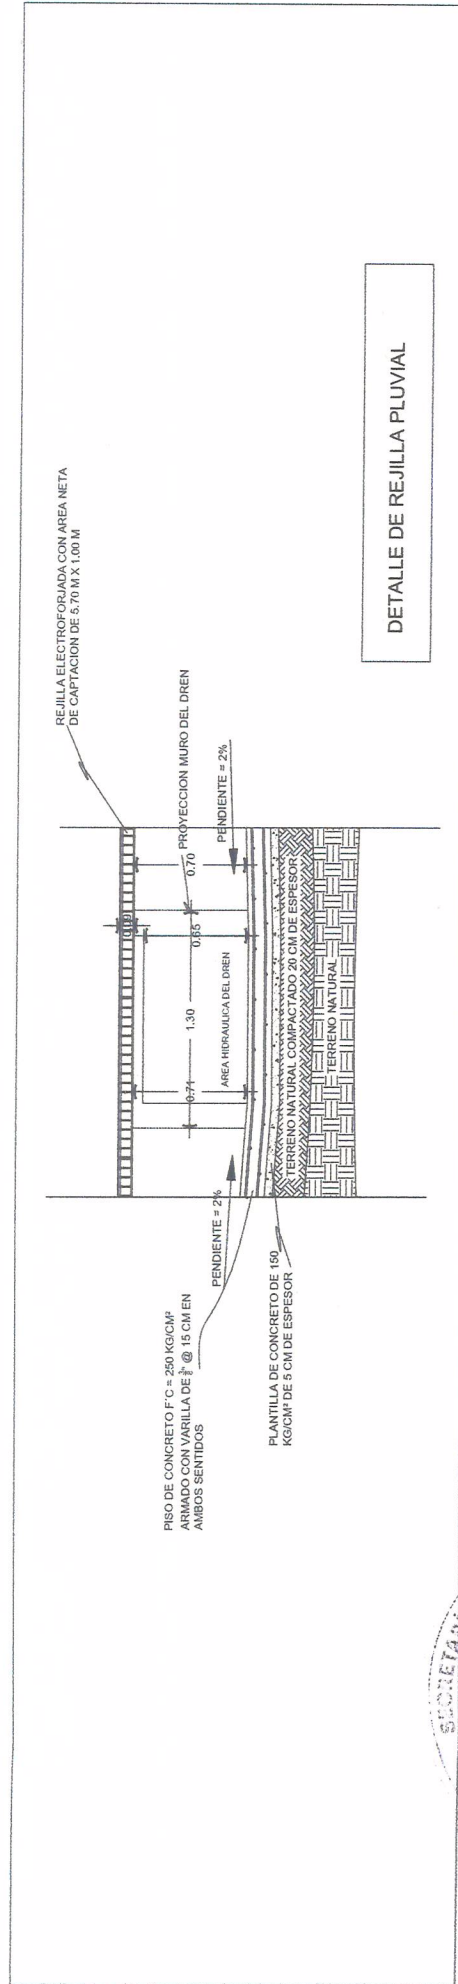 REJILLA ELECTROFORJADA CON AREA NETA
DE CAPTACION DE 5.70 M X 1.00 M
PISO DE CONCRETO F'C = 250 KG/CM²
ARMADO CON VARILLA DE 3/8" @ 15 CM EN
AMBOS SENTIDOS
PROYECCION MURO DEL DREN
0.71
1.30
0.65
0.70
AREA HIDRAULICA DEL DREN
PENDIENTE = 2%
PENDIENTE = 2%
PLANTILLA DE CONCRETO DE 150
KG/CM² DE 5 CM DE ESPESOR
TERRENO NATURAL COMPACTADO 20 CM DE ESPESOR
TERRENO NATURAL
DETALLE DE REJILLA PLUVIAL